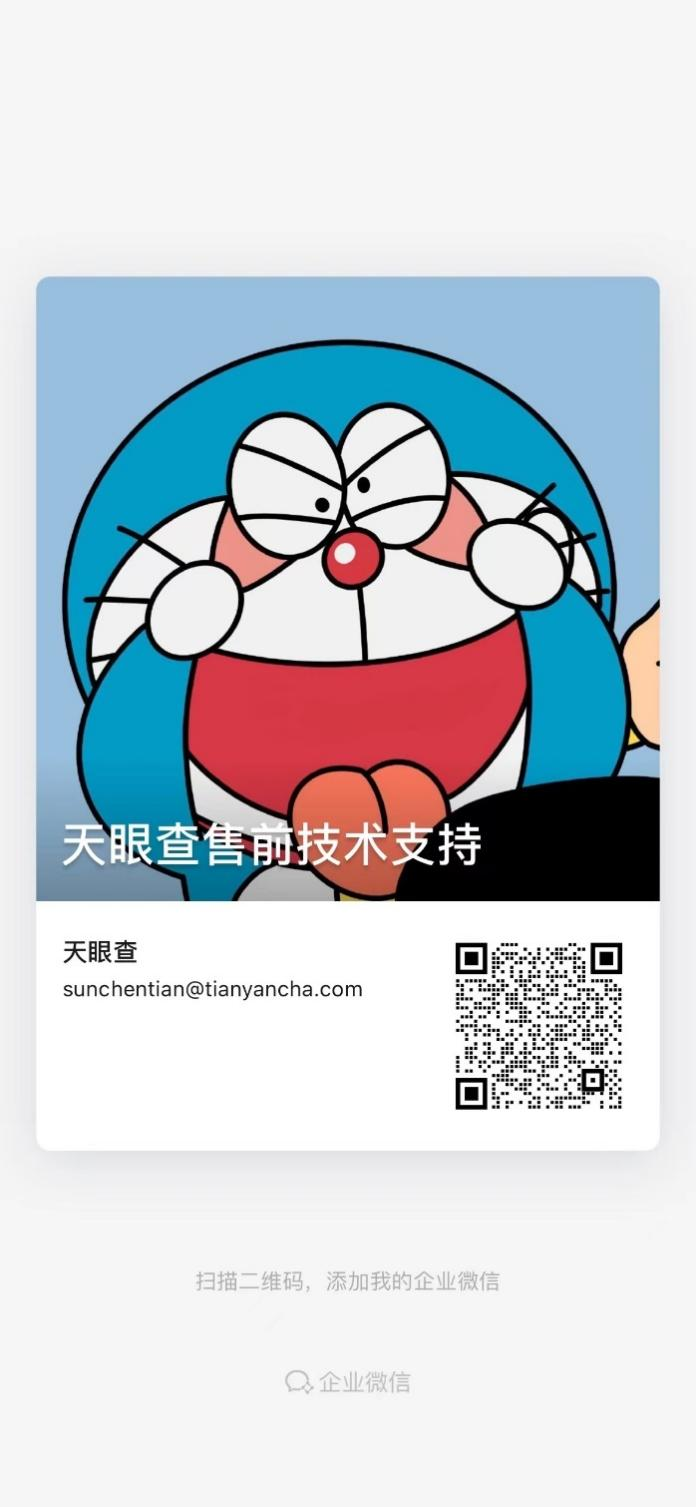 天眼查售前技术支持
天眼查
sunchentian@tianyancha.com
扫描二维码，添加我的企业微信
企业微信